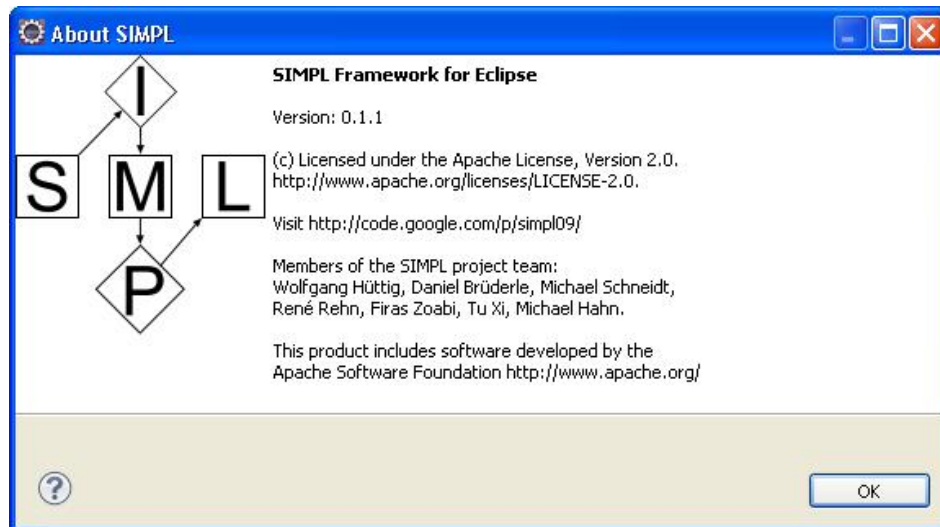 About SIMPL
I
S M L
P
SIMPL Framework for Eclipse
Version: 0.1.1
(c) Licensed under the Apache License, Version 2.0.
http://www.apache.org/licenses/LICENSE-2.0.
Visit http://code.google.com/p/simpl09/
Members of the SIMPL project team:
Wolfgang Hüttig, Daniel Brüderle, Michael Schneidt,
René Rehn, Firas Zoabi, Tu Xi, Michael Hahn.
This product includes software developed by the
Apache Software Foundation http://www.apache.org/
?
OK